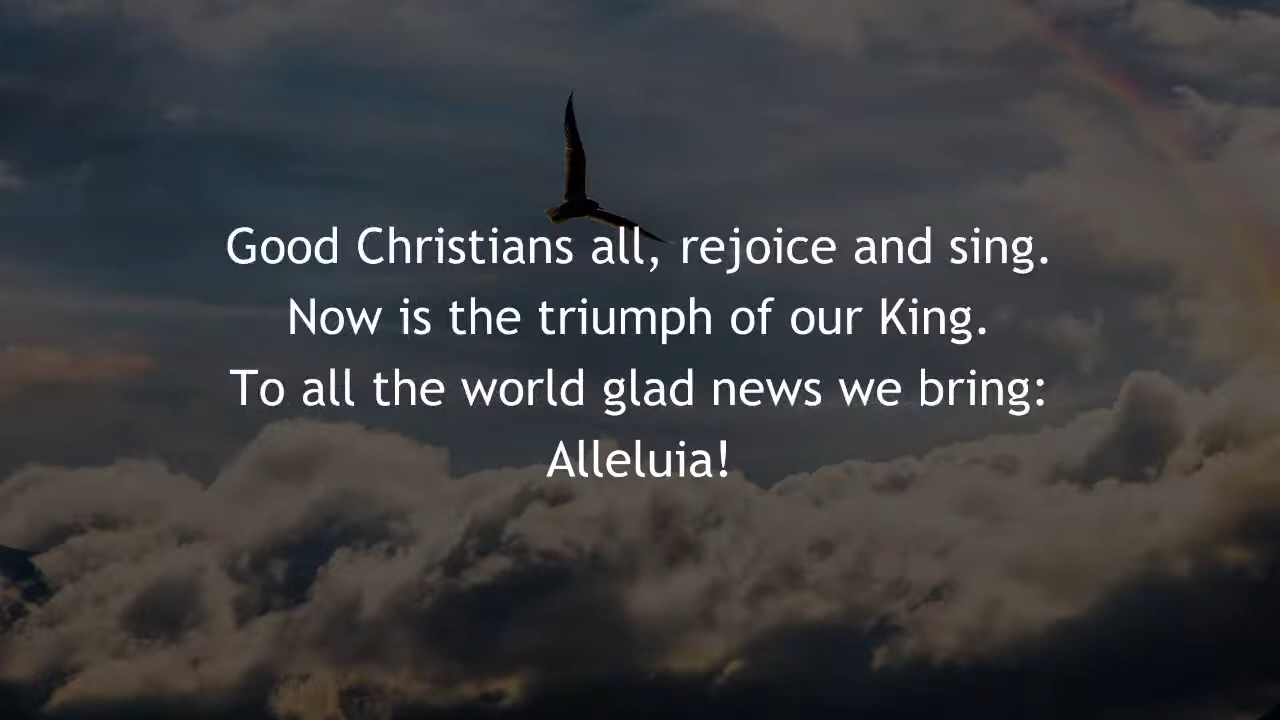 Good Christians all, rejoice and sing.
Now is the triumph of our King.
To all the world glad news we bring:
Alleluia!